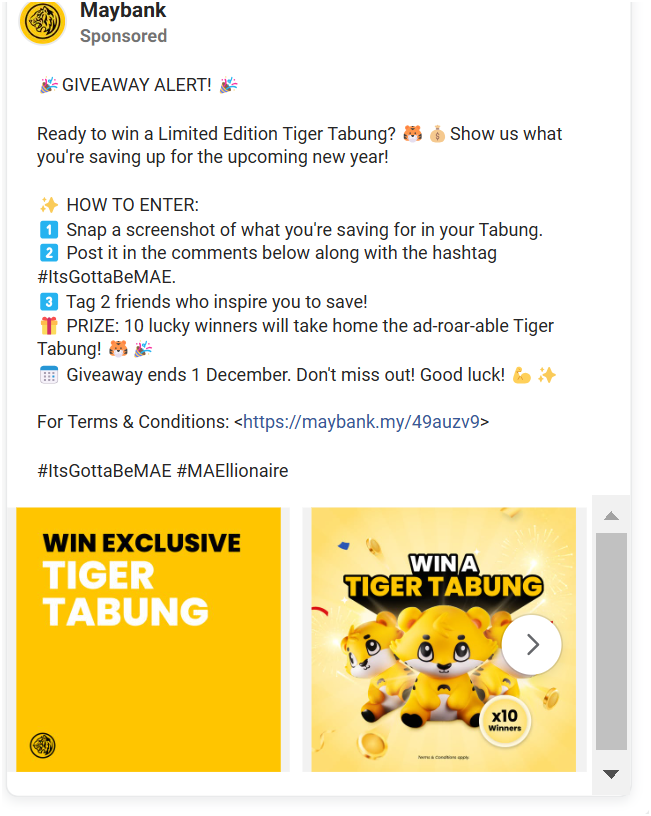 Maybank
Sponsored
🎉 GIVEAWAY ALERT! 🎉
Ready to win a Limited Edition Tiger Tabung? 🐯 💰 Show us what
you're saving up for the upcoming new year!
✨ HOW TO ENTER:
1️⃣ Snap a screenshot of what you're saving for in your Tabung.
2️⃣ Post it in the comments below along with the hashtag
#ItsGottaBeMAE.
3️⃣ Tag 2 friends who inspire you to save!
🎁 PRIZE: 10 lucky winners will take home the ad-roar-able Tiger
Tabung! 🐯 🎉
🗓️ Giveaway ends 1 December. Don't miss out! Good luck! 💪 ✨
For Terms & Conditions: <https://maybank.my/49auzv9>
#ItsGottaBeMAE #MAEllionaire
WIN EXCLUSIVE
TIGER
TABUNG
WIN A
TIGER TABUNG
x10
Winners
Terms & Conditions apply.